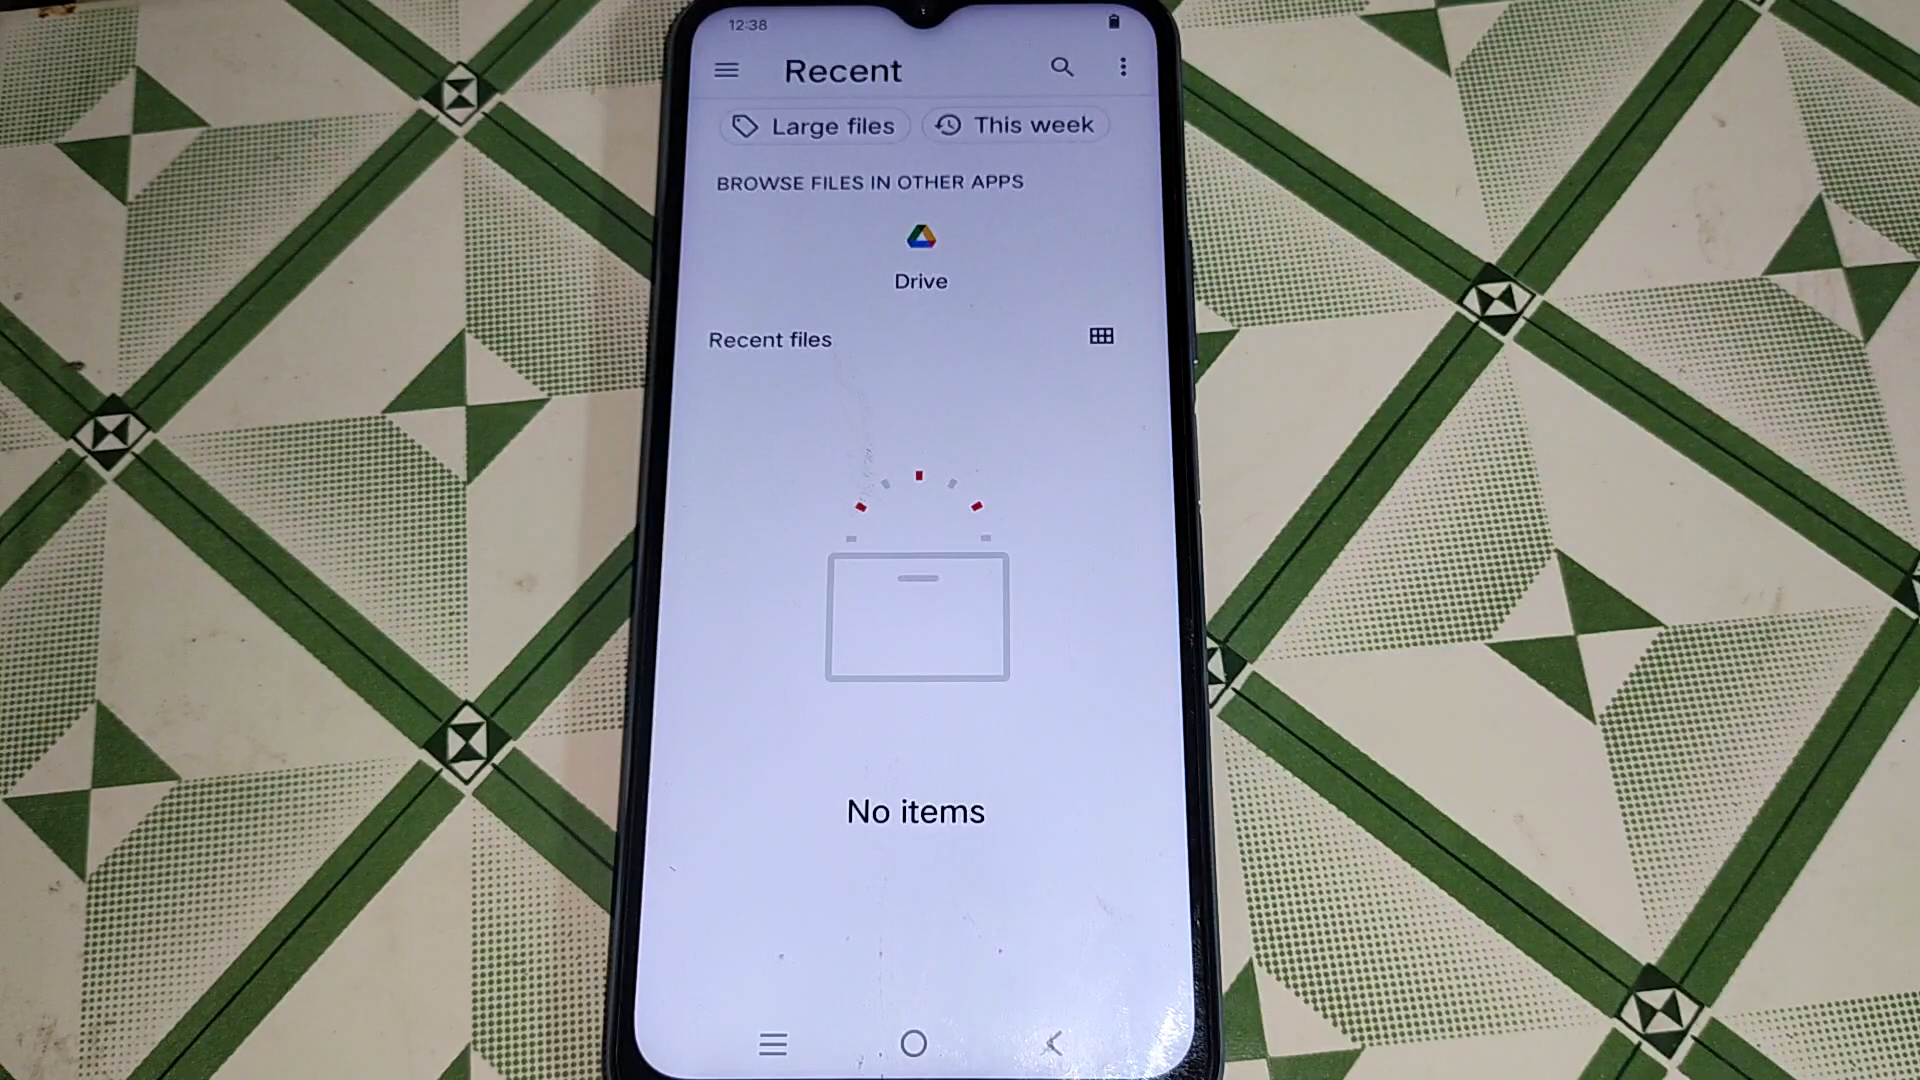 12:38
Recent
Large files
This week
BROWSE FILES IN OTHER APPS
Drive
Recent files
No items